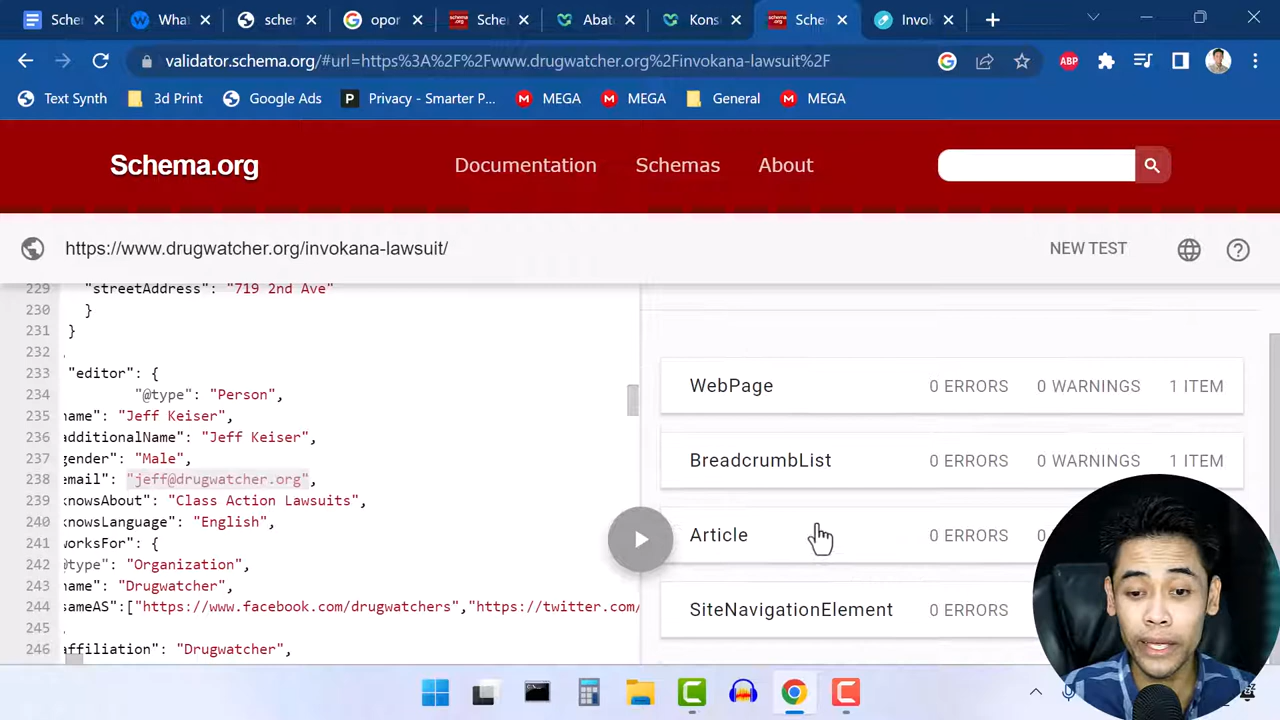 Sche
What
scher
opor
Sche
Abat
Kons
Sche
Invok
validator.schema.org/#url=https%3A%2F%2Fwww.drugwatcher.org%2Finvokana-lawsuit%2F
ABP
Text Synth
3d Print
Google Ads
P Privacy - Smarter P...
MEGA
MEGA
General
MEGA
Schema.org
Documentation
Schemas
About
https://www.drugwatcher.org/invokana-lawsuit/
NEW TEST
229 "streetAddress": "719 2nd Ave"
230 }
231 }
232 ,
233 "editor": {
234 "@type": "Person",
235 name": "Jeff Keiser",
236 additionalName": "Jeff Keiser",
237 gender": "Male",
238 email": "jeff@drugwatcher.org",
239 knowsAbout": "Class Action Lawsuits",
240 knowsLanguage": "English",
241 worksFor": {
242 @type": "Organization",
243 name": "Drugwatcher",
244 sameAS":["https://www.facebook.com/drugwatchers","https://twitter.com/
245 ,
246 affiliation": "Drugwatcher",
WebPage 0 ERRORS 0 WARNINGS 1 ITEM
BreadcrumbList 0 ERRORS 0 WARNINGS 1 ITEM
Article 0 ERRORS 0
SiteNavigationElement 0 ERRORS